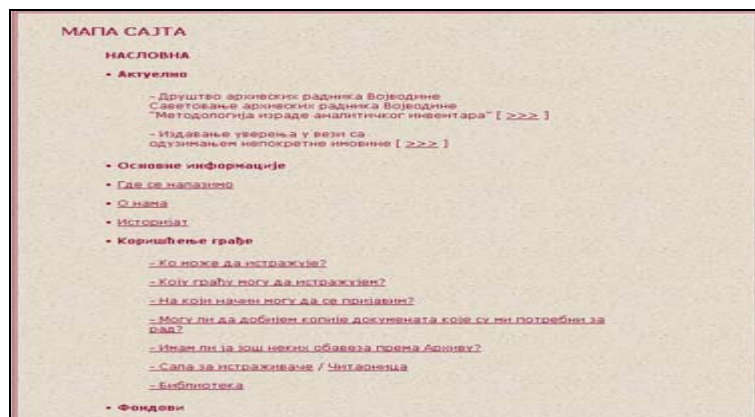 МАПА САЈТА
НАСЛОВНА
• Актуелно
- Друштво архивских радника Војводине
Саветовање архивских радника Војводине
"Методологија израде аналитичког инвентара" [ >>> ]
- Издавање уверења у вези са
одузимањем непокретне имовине [ >>> ]
• Основне информације
• Где се налазимо
• О нама
• Историјат
• Коришћење грађе
- Ко може да истражује?
- Коју грађу могу да истражујем?
- На који начин могу да се пријавим?
- Могу ли да добијем копије докумената које су ми потребни за
рад?
- Имам ли ја још неких обавеза према Архиву?
- Сала за истраживаче / Читаоница
- Библиотека
• Фондови